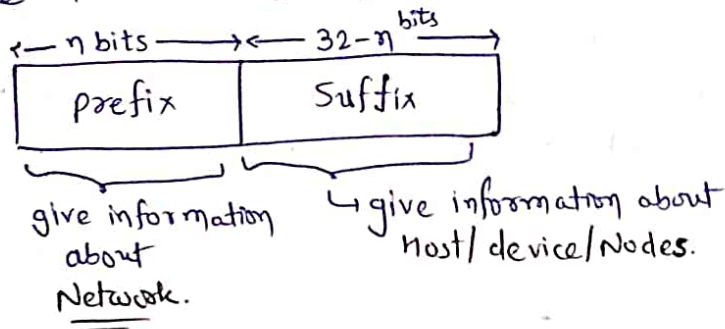 n bits 32-n bits
Prefix Suffix
give information give information about
about Host/device/Nodes.
Network.